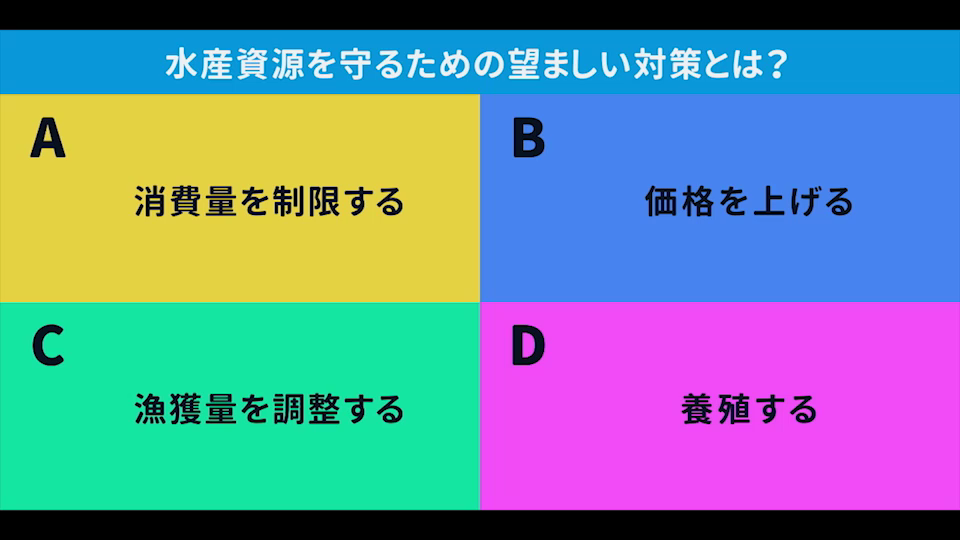 水産資源を守るための望ましい対策とは？
A
消費量を制限する
B
価格を上げる
C
漁獲量を調整する
D
養殖する